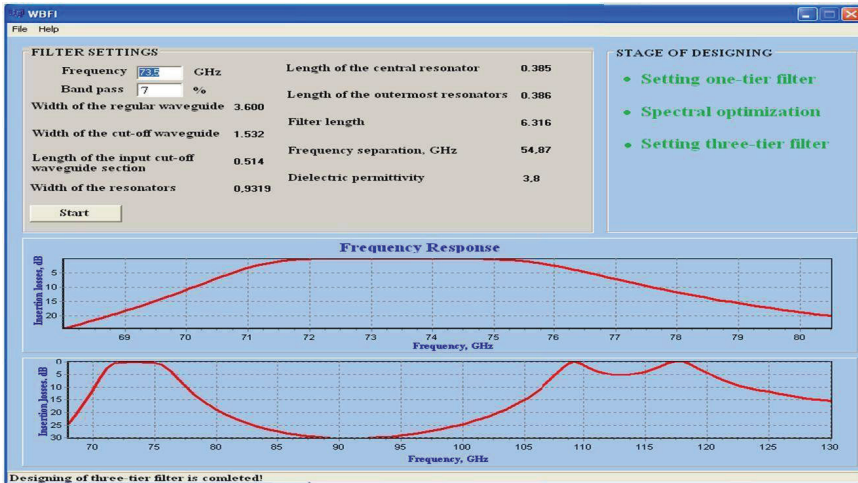 WBFI
File Help
FILTER SETTINGS
Frequency 73.5 GHz
Band pass 7 %
Width of the regular waveguide 3.600
Width of the cut-off waveguide 1.532
Length of the input cut-off
waveguide section 0.514
Width of the resonators 0,9319
Start
Length of the central resonator 0.385
Length of the outermost resonators 0.386
Filter length 6.316
Frequency separation, GHz 54,87
Dielectric permittivity 3,8
STAGE OF DESIGNING
• Setting one-tier filter
• Spectral optimization
• Setting three-tier filter
Frequency Response
Insertion losses, dB
5
10
15
20
69 70 71 72 73 74 75 76 77 78 79 80
Frequency, GHz
Insertion losses, dB
0
5
10
15
20
25
30
70 75 80 85 90 95 100 105 110 115 120 125 130
Frequency, GHz
Designing of three-tier filter is comleted!